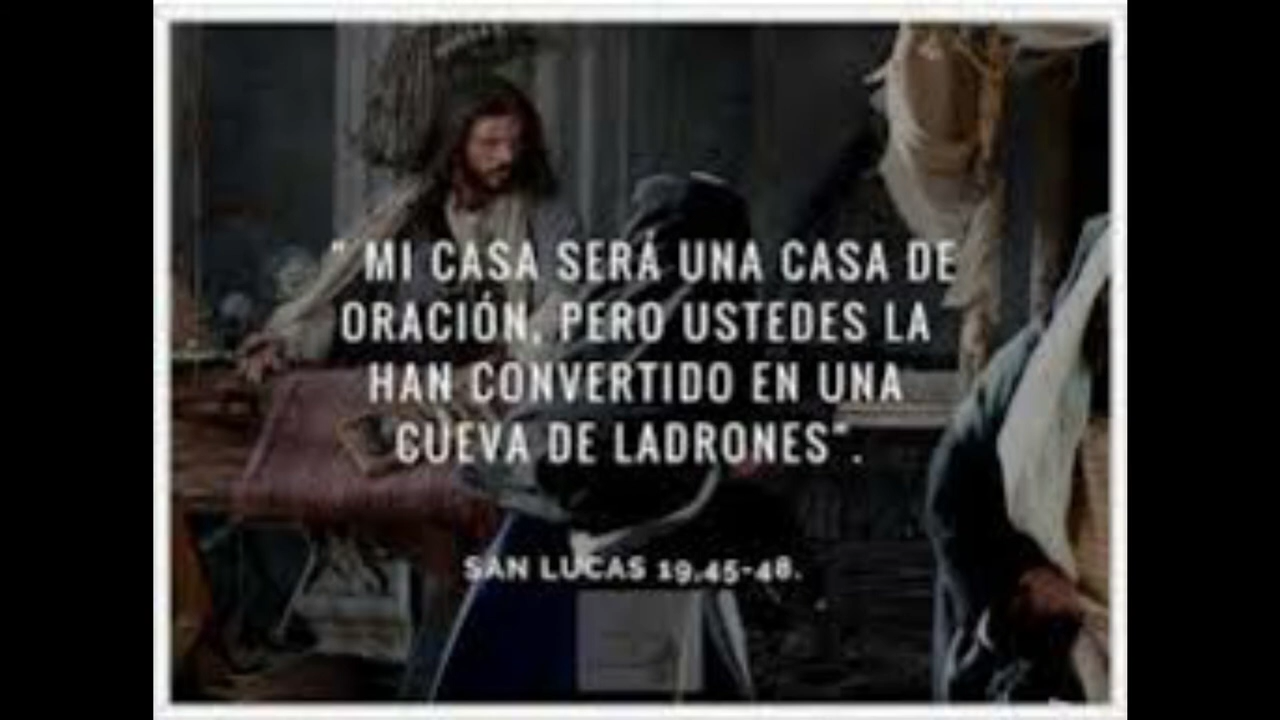 " MI CASA SERÁ UNA CASA DE
ORACIÓN, PERO USTEDES LA
HAN CONVERTIDO EN UNA
CUEVA DE LADRONES".
SAN LUCAS 19,45-48.